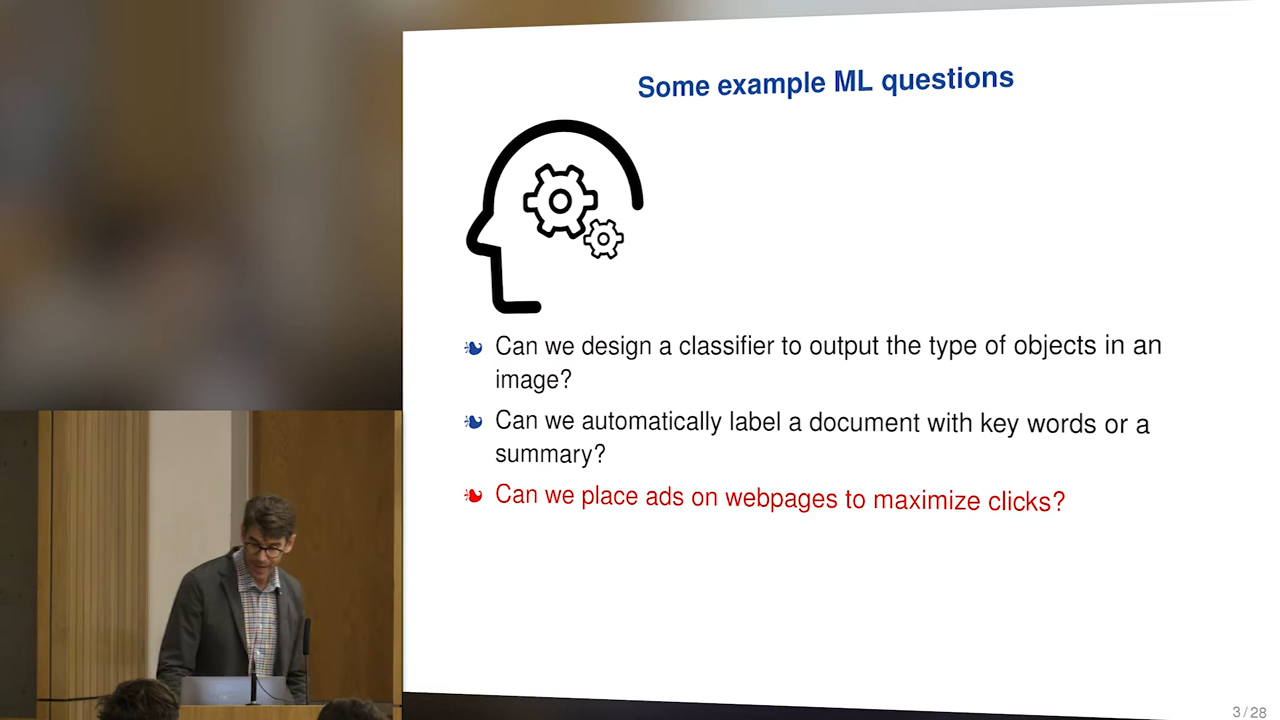 Some example ML questions
Can we design a classifier to output the type of objects in an
image?
Can we automatically label a document with key words or a
summary?
Can we place ads on webpages to maximize clicks?
3 / 28